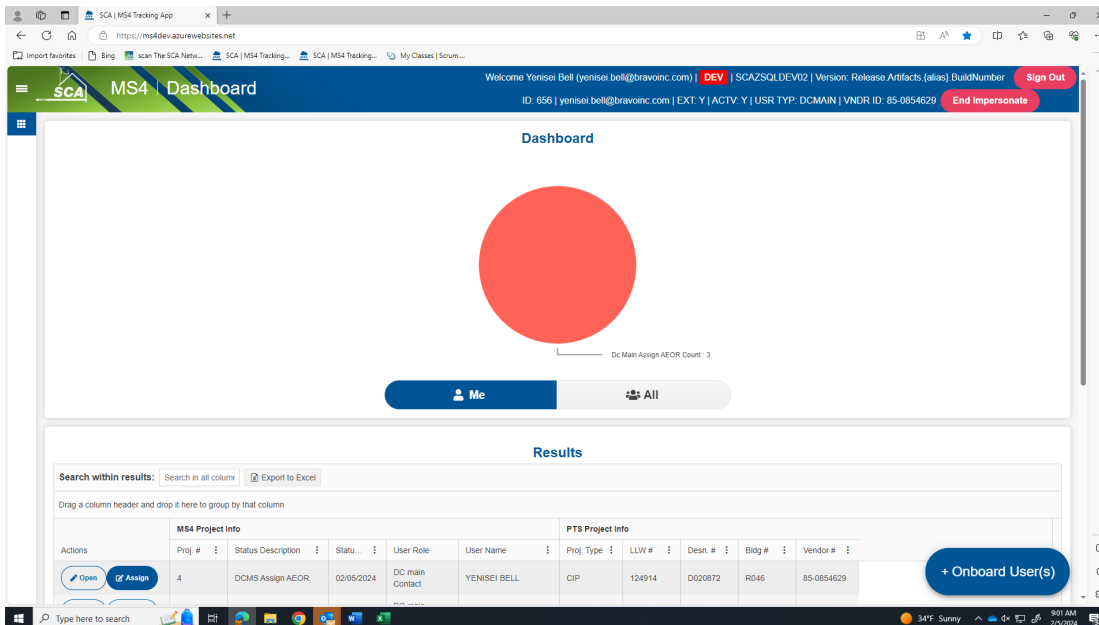 SCA | MS4 Tracking App
https://ms4dev.azurewebsites.net
Import favorites Bing scan The SCA Netw... SCA | MS4 Tracking... SCA | MS4 Tracking... My Classes | Scrum....
SCA MS4 | Dashboard
Welcome Yenisei Bell (yenisei.bell@bravoinc.com) | DEV | SCAZSQLDEV02 | Version: Release.Artifacts.{alias}.BuildNumber Sign Out
ID: 656 | yenisei.bell@bravoinc.com | EXT: Y | ACTV: Y | USR TYP: DCMAIN | VNDR ID: 85-0854629 End Impersonate
Dashboard
Dc Main Assign AEOR Count : 3
Me All
Results
Search within results: Search in all column Export to Excel
Drag a column header and drop it here to group by that column
MS4 Project Info PTS Project Info
Actions Proj. # Status Description Statu... User Role User Name Proj. Type LLW # Desn. # Bldg # Vendor #
Open Assign 4 DCMS Assign AEOR 02/05/2024 DC main Contact YENISEI BELL CIP 124914 D020872 R046 85-0854629
+ Onboard User(s)
Type here to search 34°F Sunny 9:01 AM
2/5/2024